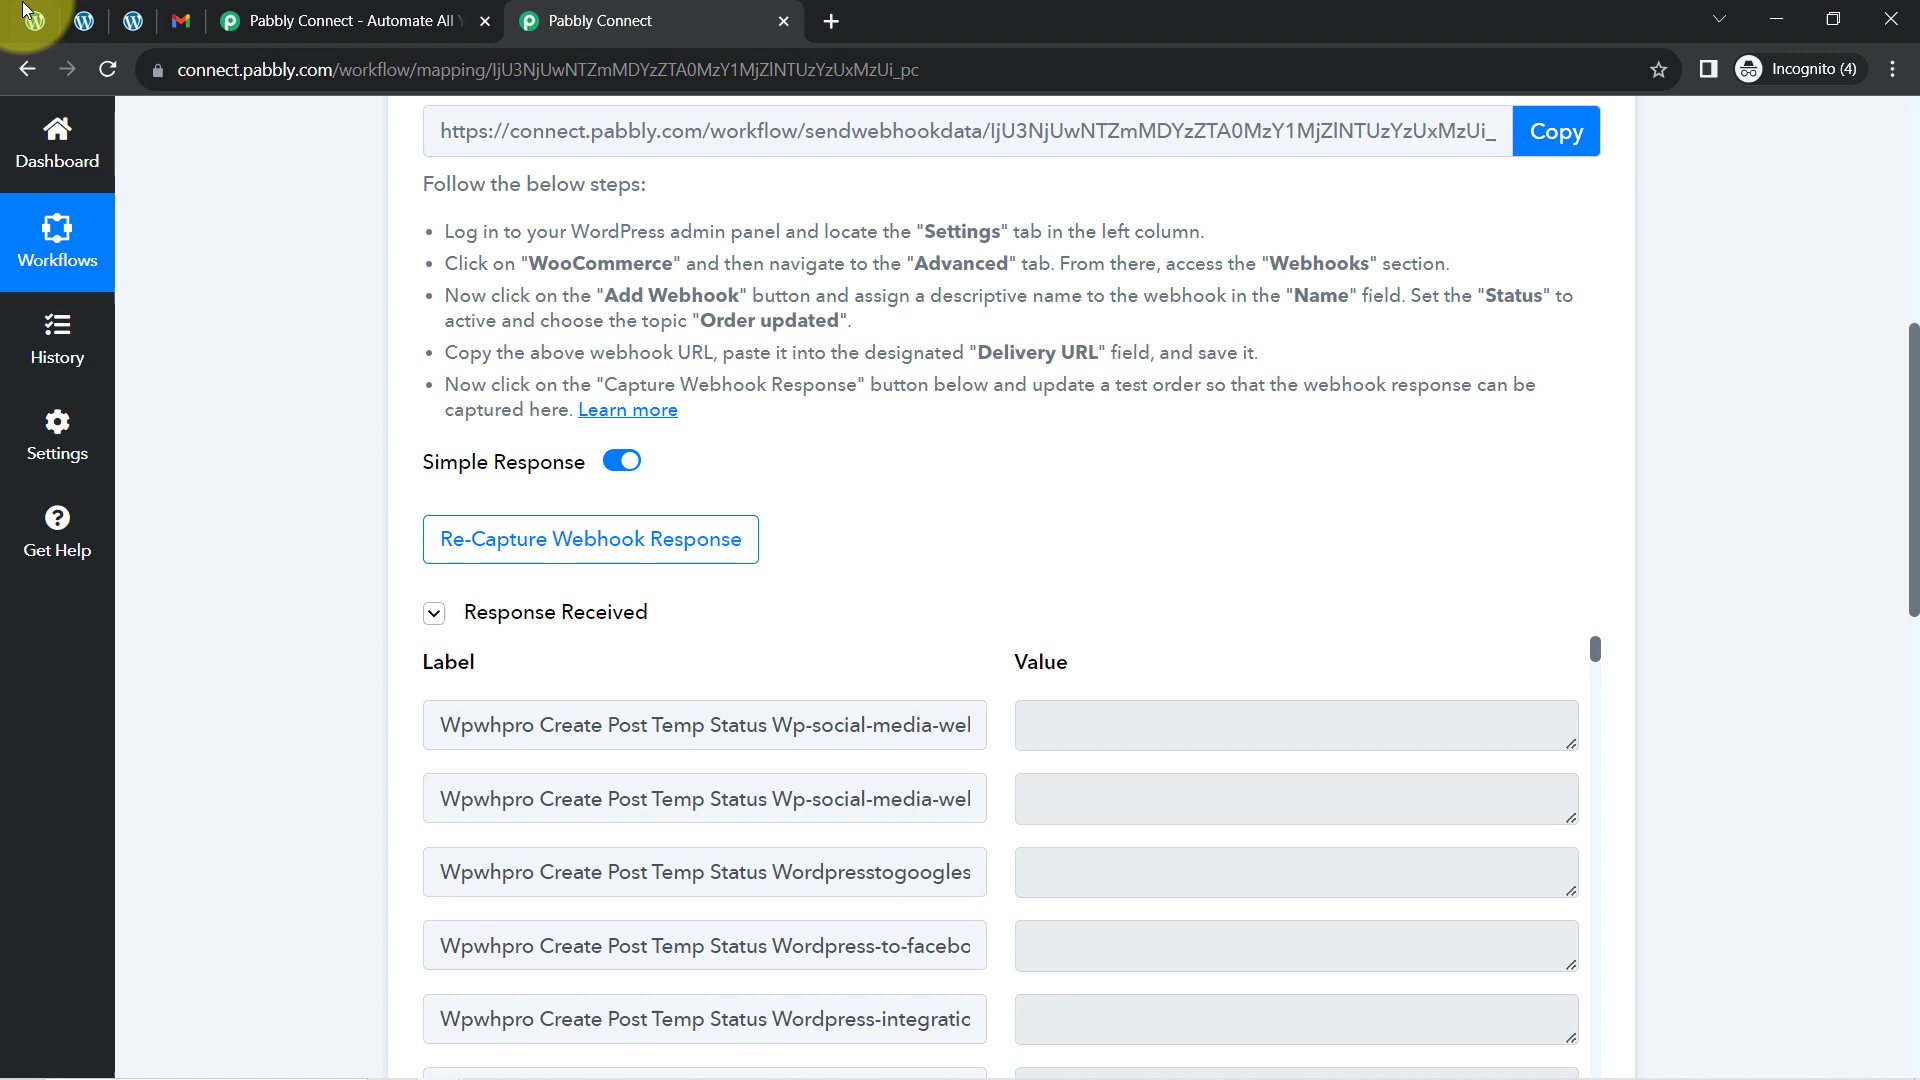 Pabbly Connect - Automate All
Pabbly Connect
connect.pabbly.com/workflow/mapping/IjU3NjUwNTZmMDYzZTA0MzY1MjZlNTUzYzUxMzUi_pc
Incognito (4)
Dashboard
Workflows
History
Settings
Get Help
https://connect.pabbly.com/workflow/sendwebhookdata/IjU3NjUwNTZmMDYzZTA0MzY1MjZlNTUzYzUxMzUi_
Copy
Follow the below steps:
• Log in to your WordPress admin panel and locate the "Settings" tab in the left column.
• Click on "WooCommerce" and then navigate to the "Advanced" tab. From there, access the "Webhooks" section.
• Now click on the "Add Webhook" button and assign a descriptive name to the webhook in the "Name" field. Set the "Status" to
active and choose the topic "Order updated".
• Copy the above webhook URL, paste it into the designated "Delivery URL" field, and save it.
• Now click on the "Capture Webhook Response" button below and update a test order so that the webhook response can be
captured here. Learn more
Simple Response
Re-Capture Webhook Response
Response Received
Label Value
Wpwhpro Create Post Temp Status Wp-social-media-wel
Wpwhpro Create Post Temp Status Wp-social-media-wel
Wpwhpro Create Post Temp Status Wordpresstogoogles
Wpwhpro Create Post Temp Status Wordpress-to-facebo
Wpwhpro Create Post Temp Status Wordpress-integratic